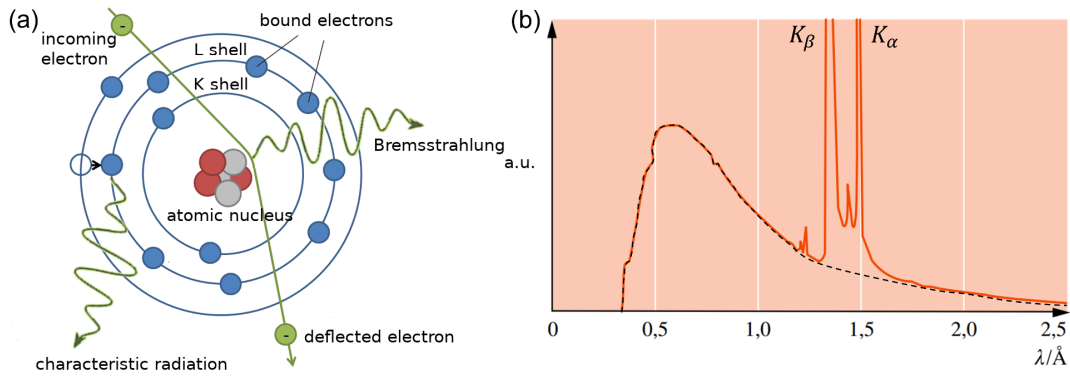 (a)
-
incoming
electron
bound electrons
L shell
K shell
Bremsstrahlung
atomic nucleus
-
deflected electron
characteristic radiation
(b)
Kβ
Kα
a.u.
0
0,5
1,0
1,5
2,0
2,5
λ/Å